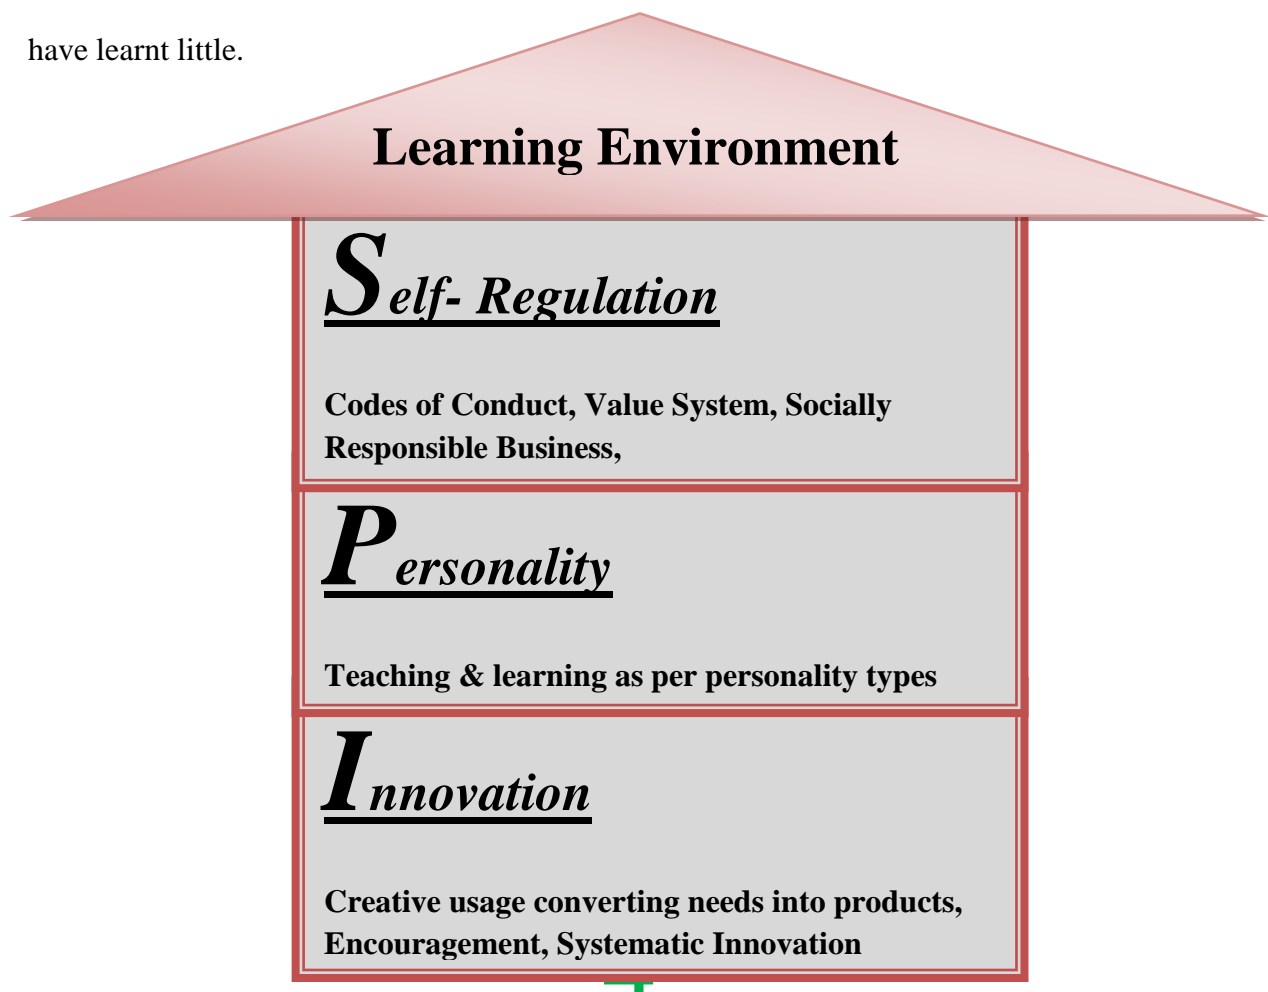 have learnt little.
Learning Environment
Self- Regulation
Codes of Conduct, Value System, Socially
Responsible Business,
Personality
Teaching & learning as per personality types
Innovation
Creative usage converting needs into products,
Encouragement, Systematic Innovation